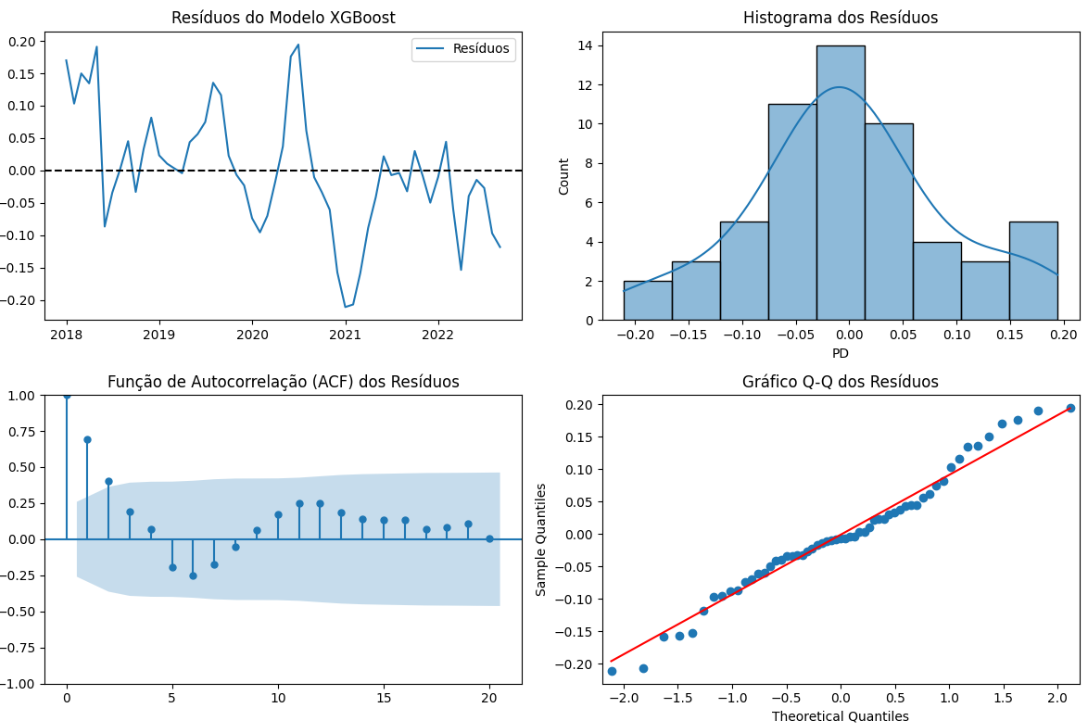 Resíduos do Modelo XGBoost
Resíduos
0.20
0.15
0.10
0.05
0.00
−0.05
−0.10
−0.15
−0.20
2018 2019 2020 2021 2022
Histograma dos Resíduos
Count
14
12
10
8
6
4
2
0
−0.20 −0.15 −0.10 −0.05 0.00 0.05 0.10 0.15 0.20
PD
Função de Autocorrelação (ACF) dos Resíduos
1.00
0.75
0.50
0.25
0.00
−0.25
−0.50
−0.75
−1.00
0 5 10 15 20
Gráfico Q-Q dos Resíduos
Sample Quantiles
0.20
0.15
0.10
0.05
0.00
−0.05
−0.10
−0.15
−0.20
−2.0 −1.5 −1.0 −0.5 0.0 0.5 1.0 1.5 2.0
Theoretical Quantiles